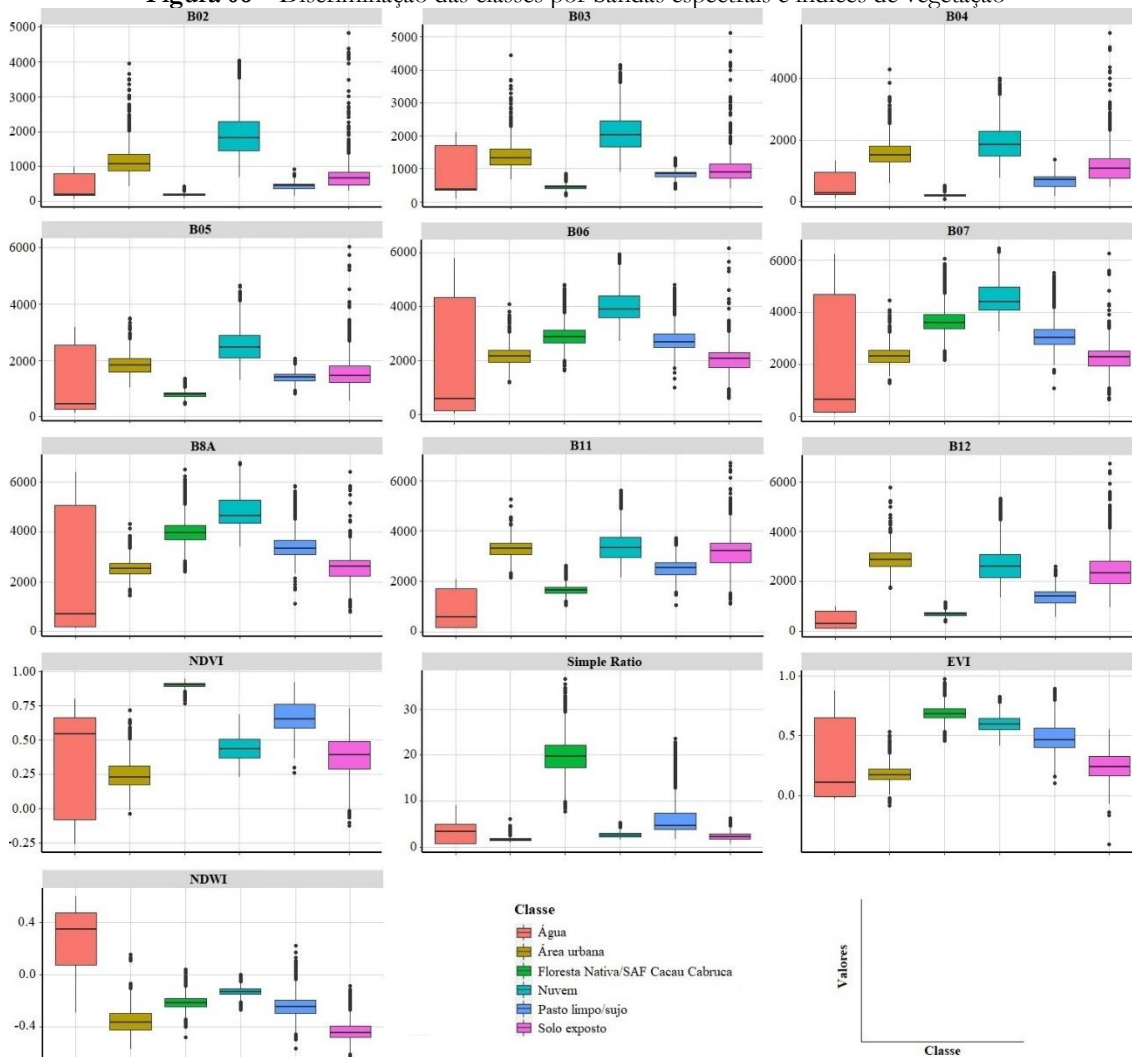 Figura 08 – Discriminação das classes por bandas espectrais e índices de vegetação
B02
B03
B04
5000
4000
3000
2000
1000
0
5000
4000
3000
2000
1000
0
4000
2000
0
B05
B06
B07
6000
4000
2000
0
6000
4000
2000
0
6000
4000
2000
0
B8A
B11
B12
6000
4000
2000
0
6000
4000
2000
0
6000
4000
2000
0
NDVI
Simple Ratio
EVI
1.00
0.75
0.50
0.25
0.00
-0.25
30
20
10
0
1.0
0.5
0.0
NDWI
0.4
0.0
-0.4
Classe
Água
Área urbana
Floresta Nativa/SAF Cacau Cabruca
Nuvem
Pasto limpo/sujo
Solo exposto
Valores
Classe